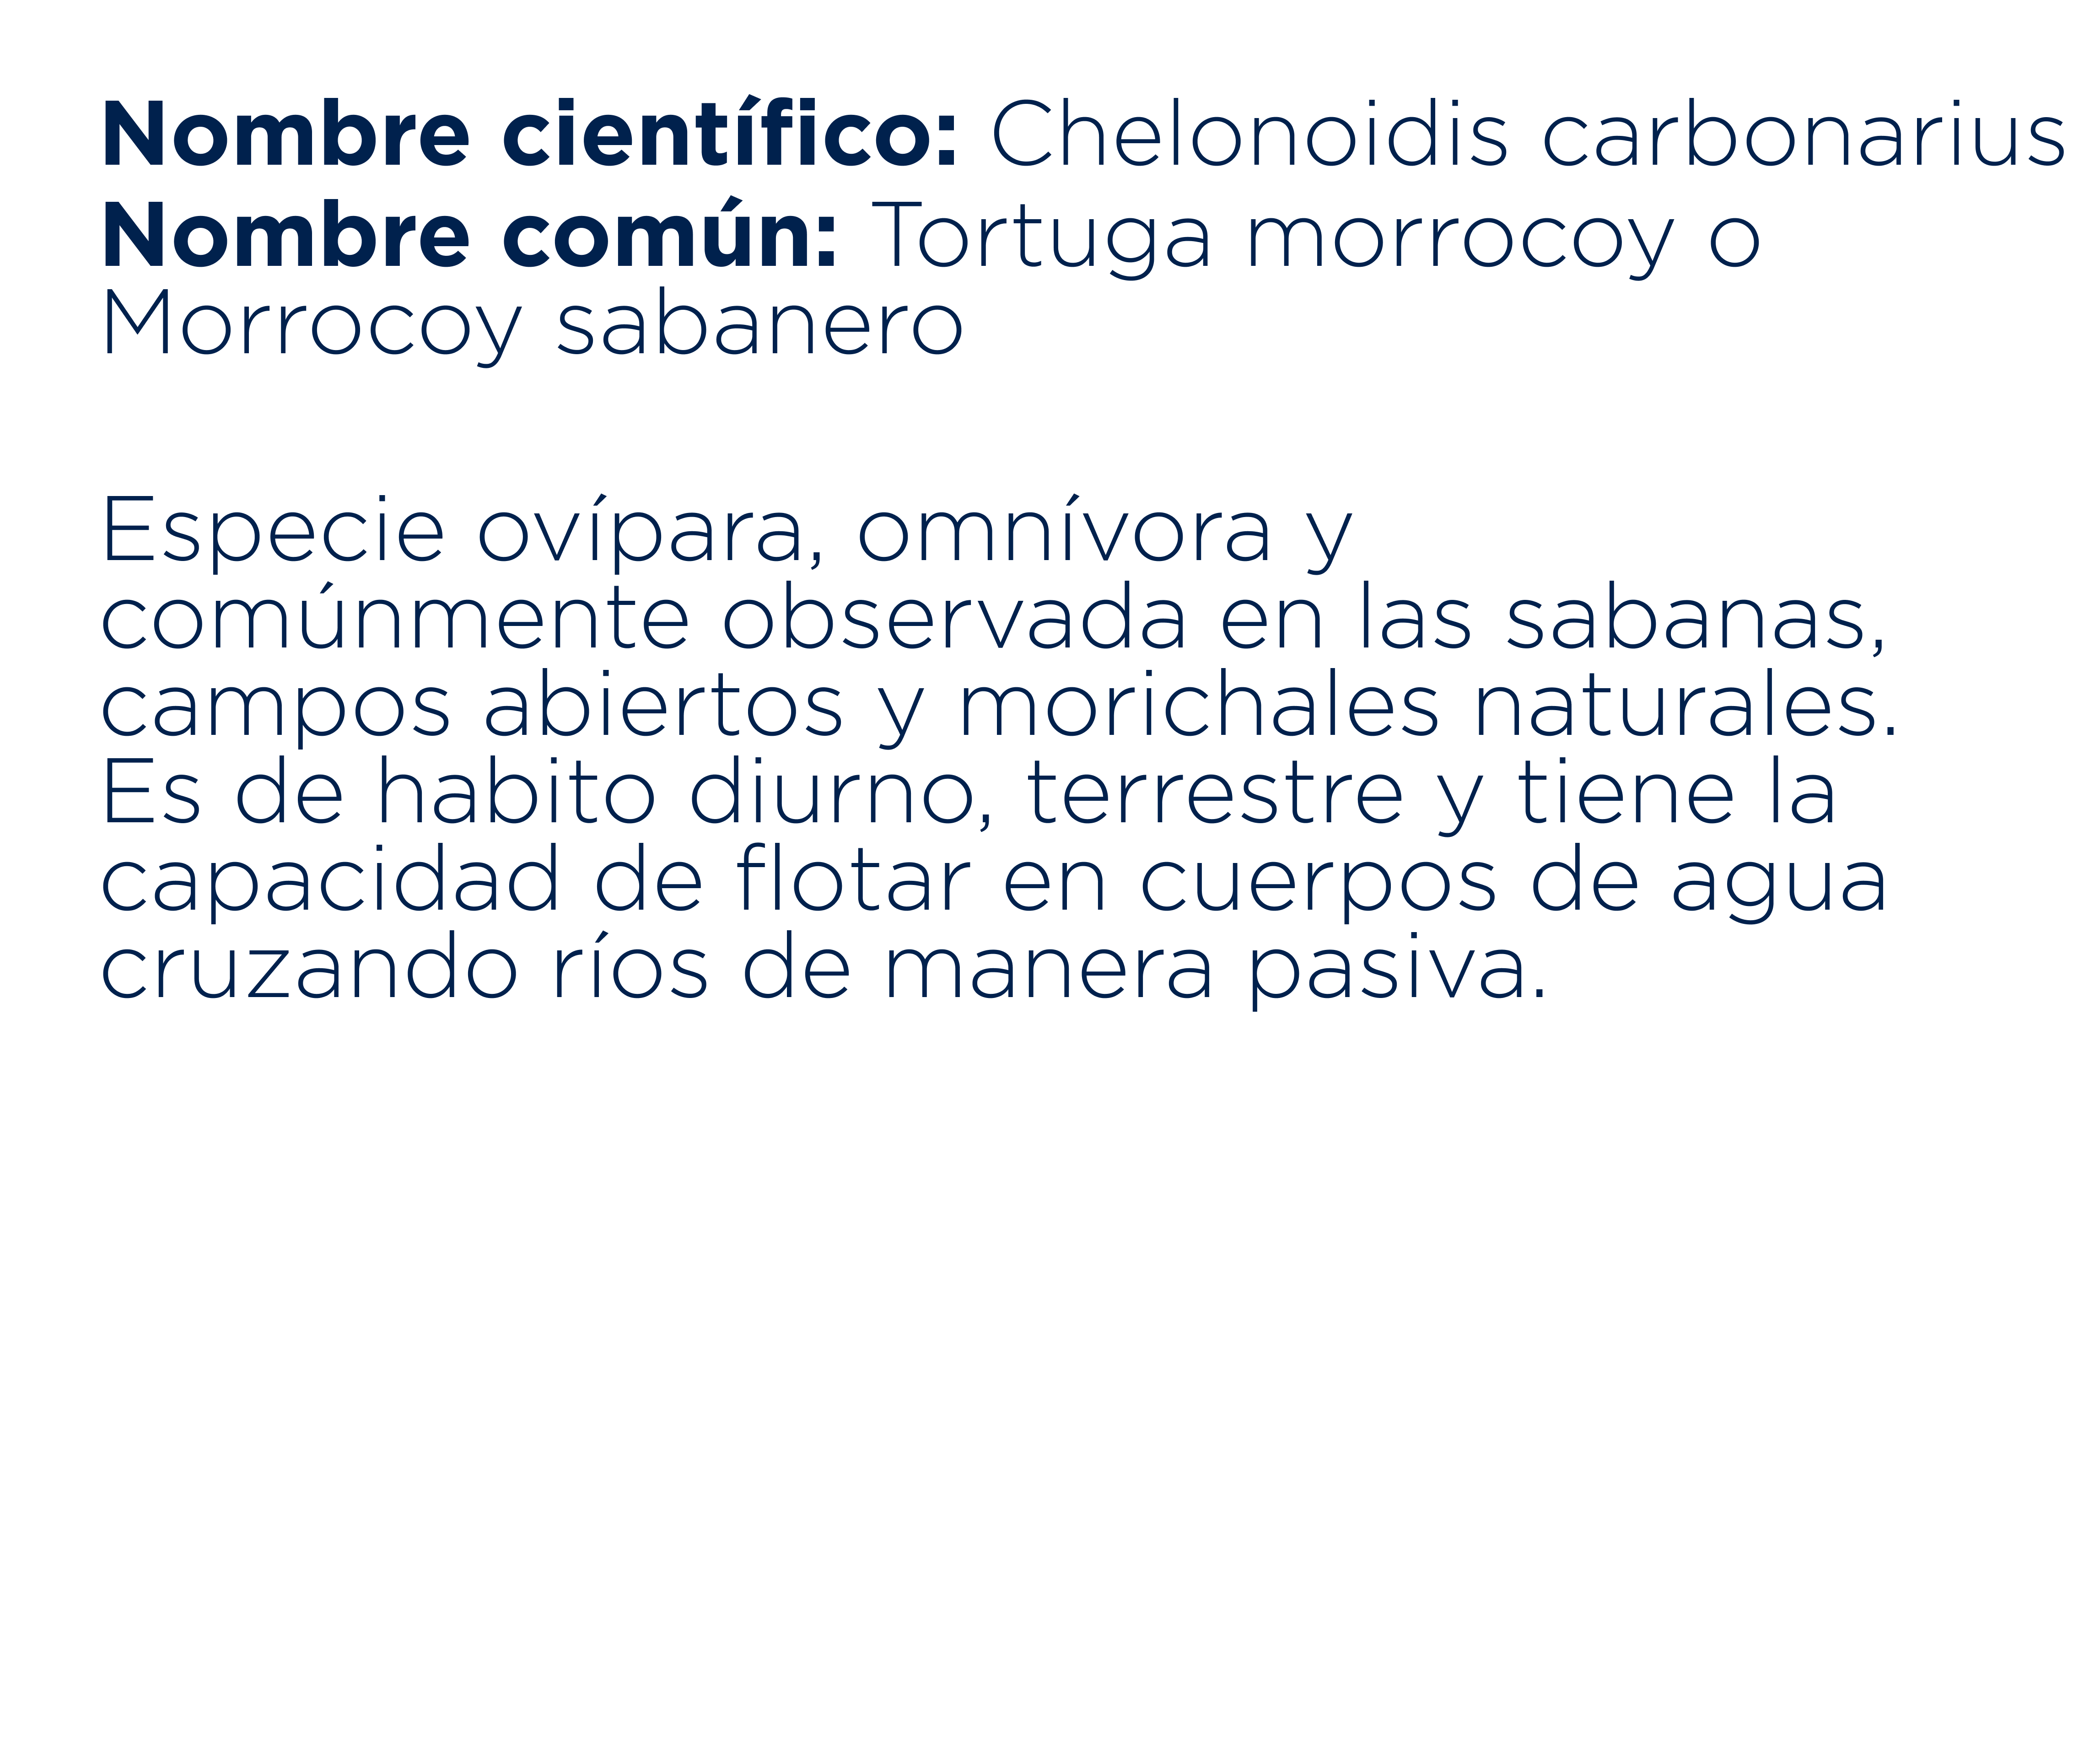 Nombre científico: Chelonoidis carbonarius
Nombre común: Tortuga morrocoy o
Morrocoy sabanero
Especie ovípara, omnívora y
comúnmente observada en las sabanas,
campos abiertos y morichales naturales.
Es de habito diurno, terrestre y tiene la
capacidad de flotar en cuerpos de agua
cruzando ríos de manera pasiva.